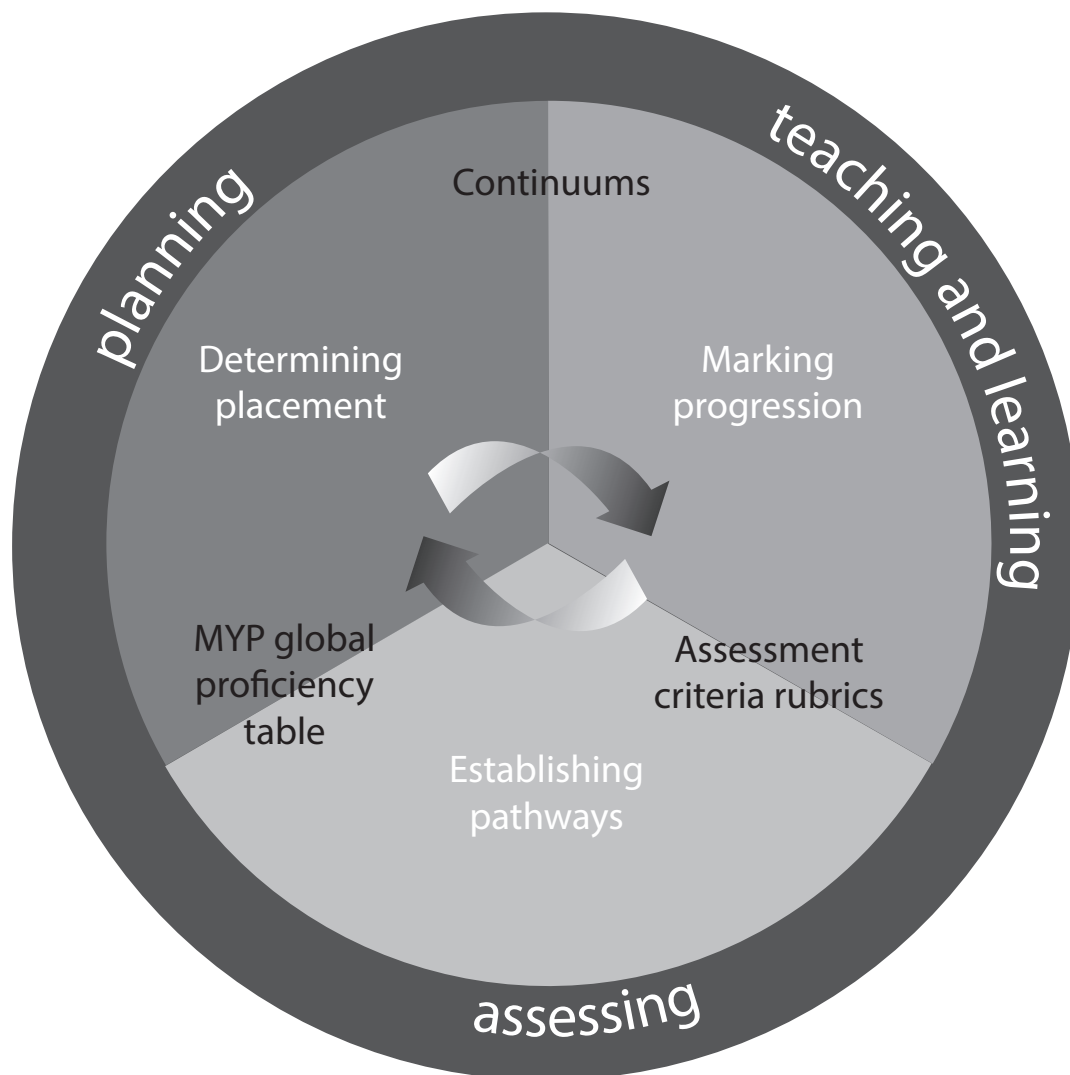 planning
teaching and learning
Continuums
Determining
placement
Marking
progression
MYP global
proficiency
table
Assessment
criteria rubrics
Establishing
pathways
assessing